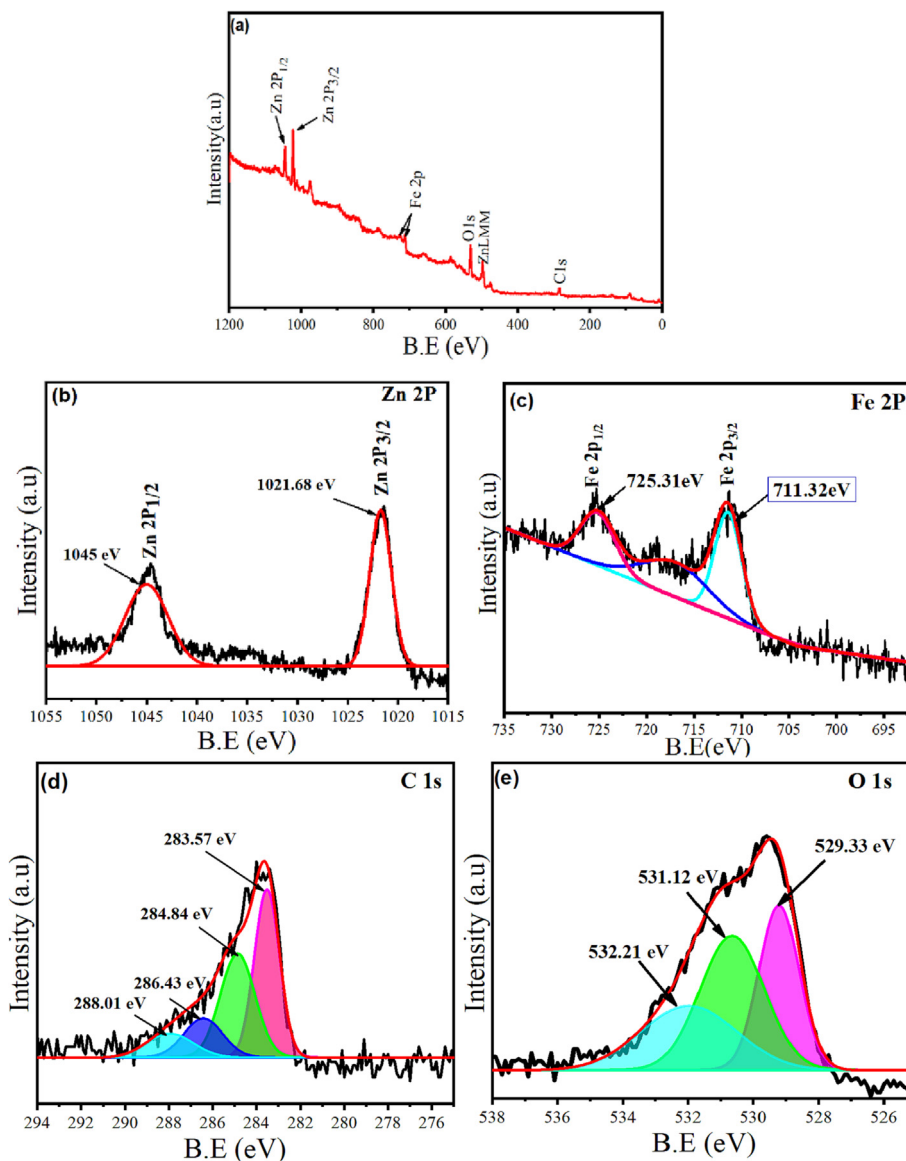 (a)
Zn 2P1/2
Zn 2P3/2
Fe 2p
O1s
ZnLMM
C1s
Intensity(a.u)
1200 1000 800 600 400 200 0
B.E (eV)
(b)
Zn 2P
Zn 2P1/2
1045 eV
Zn 2P3/2
1021.68 eV
Intensity (a.u)
1055 1050 1045 1040 1035 1030 1025 1020 1015
B.E (eV)
(c)
Fe 2P
Fe 2p1/2
725.31eV
Fe 2p3/2
711.32eV
Intensity (a.u)
735 730 725 720 715 710 705 700 695
B.E(eV)
(d)
C 1s
283.57 eV
284.84 eV
286.43 eV
288.01 eV
Intensity (a.u)
294 292 290 288 286 284 282 280 278 276
B.E (eV)
(e)
O 1s
529.33 eV
531.12 eV
532.21 eV
Intensity (a.u)
538 536 534 532 530 528 526
B.E (eV)